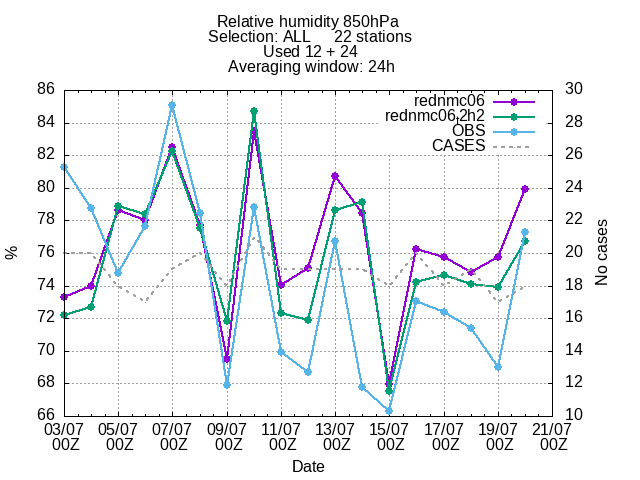 Relative humidity 850hPa
Selection: ALL     22 stations
Used 12 + 24
Averaging window: 24h
rednmc06
rednmc06,2h2
OBS
CASES
86
84
82
80
78
76
74
72
70
68
66
%
30
28
26
24
22
20
18
16
14
12
10
No cases
03/07 05/07 07/07 09/07 11/07 13/07 15/07 17/07 19/07 21/07
00Z 00Z 00Z 00Z 00Z 00Z 00Z 00Z 00Z 00Z
Date